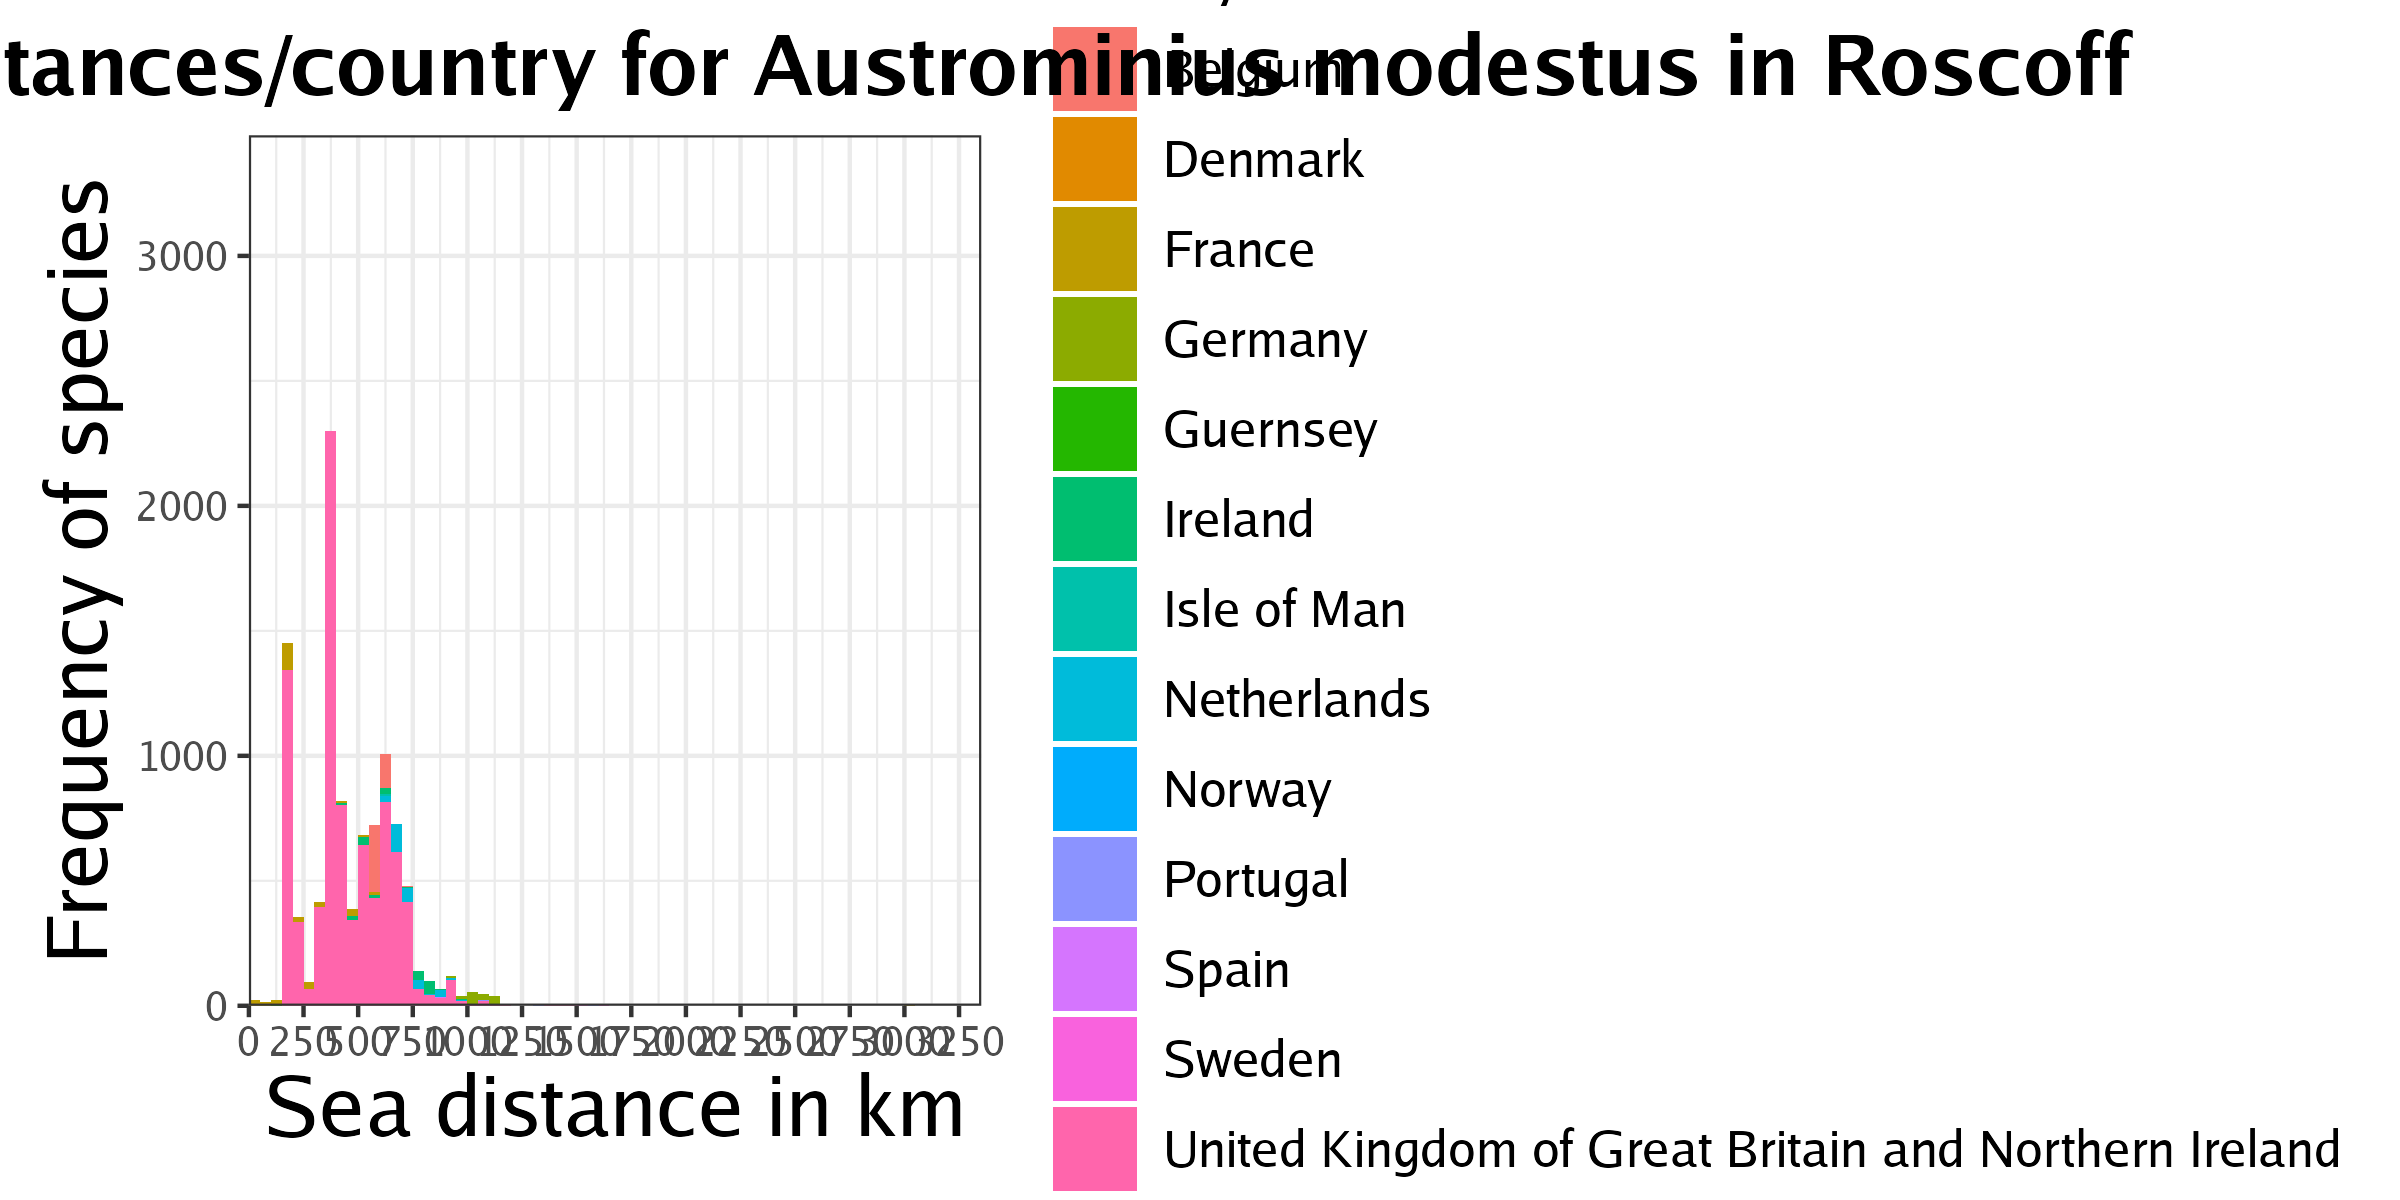 tances/country for Austrominius modestus in Roscoff
Belgium
Denmark
France
Germany
Guernsey
Ireland
Isle of Man
Netherlands
Norway
Portugal
Spain
Sweden
United Kingdom of Great Britain and Northern Ireland
Frequency of species
3000
2000
1000
0
0 250 500 750 1000 1250 1500 1750 2000 2250 2500 2750 3000 3250
Sea distance in km